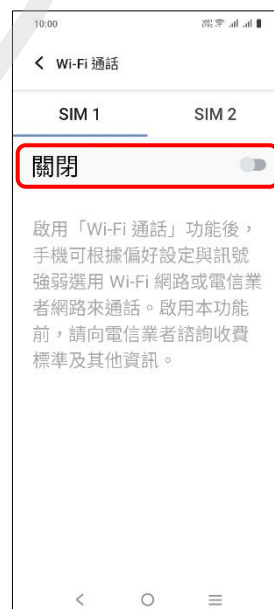 10:00
Wi-Fi 通話
SIM 1 SIM 2
關閉
啟用「Wi-Fi 通話」功能後，
手機可根據偏好設定與訊號
強弱選用 Wi-Fi 網路或電信業
者網路來通話。啟用本功能
前，請向電信業者諮詢收費
標準及其他資訊。